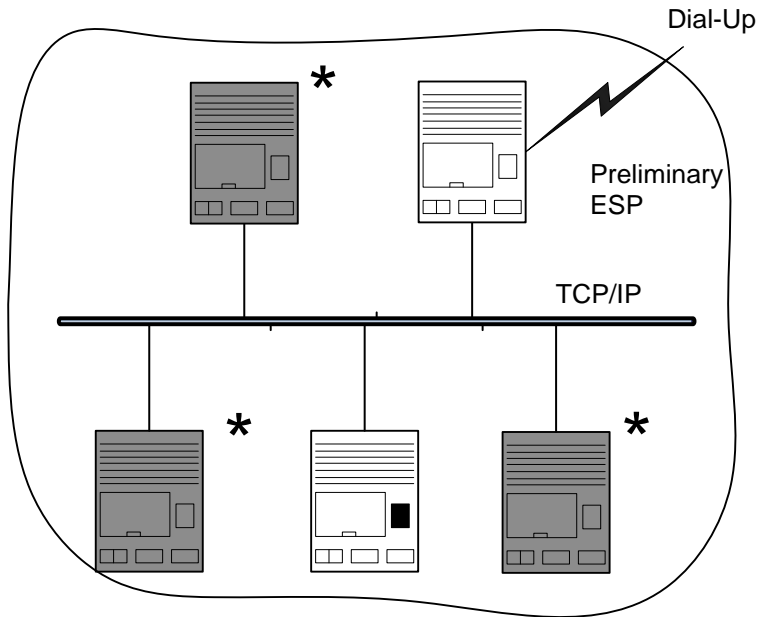 Dial-Up
*
Preliminary
ESP
TCP/IP
*
*